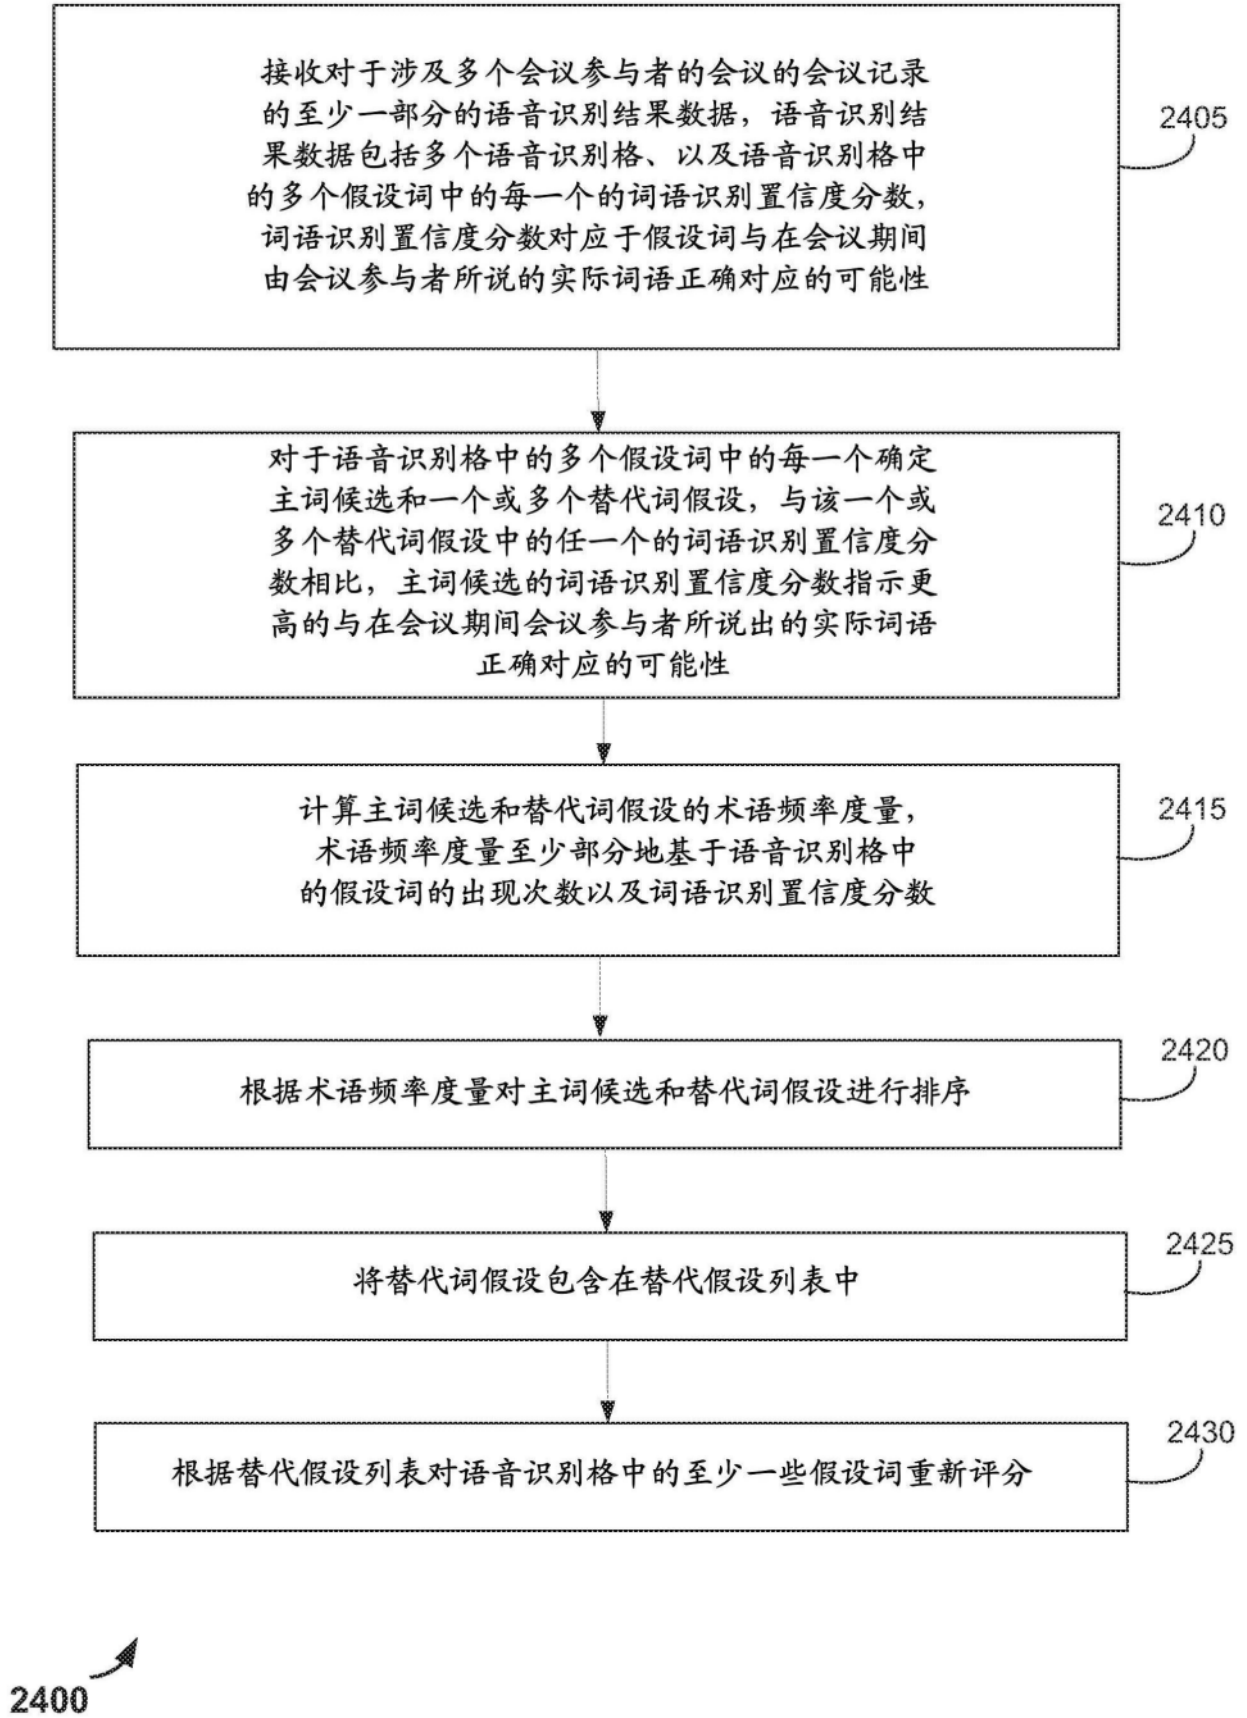 接收对于涉及多个会议参与者的会议的会议记录
的至少一部分的语音识别结果数据，语音识别结
果数据包括多个语音识别格、以及语音识别格中
的多个假设词中的每一个的词语识别置信度分数，
词语识别置信度分数对应于假设词与在会议期间
由会议参与者所说的实际词语正确对应的可能性
2405
对于语音识别格中的多个假设词中的每一个确定
主词候选和一个或多个替代词假设，与该一个或
多个替代词假设中的任一个的词语识别置信度分
数相比，主词候选的词语识别置信度分数指示更
高的与在会议期间会议参与者所说出的实际词语
正确对应的可能性
2410
计算主词候选和替代词假设的术语频率度量，
术语频率度量至少部分地基于语音识别格中
的假设词的出现次数以及词语识别置信度分数
2415
根据术语频率度量对主词候选和替代词假设进行排序
2420
将替代词假设包含在替代假设列表中
2425
根据替代假设列表对语音识别格中的至少一些假设词重新评分
2430
2400